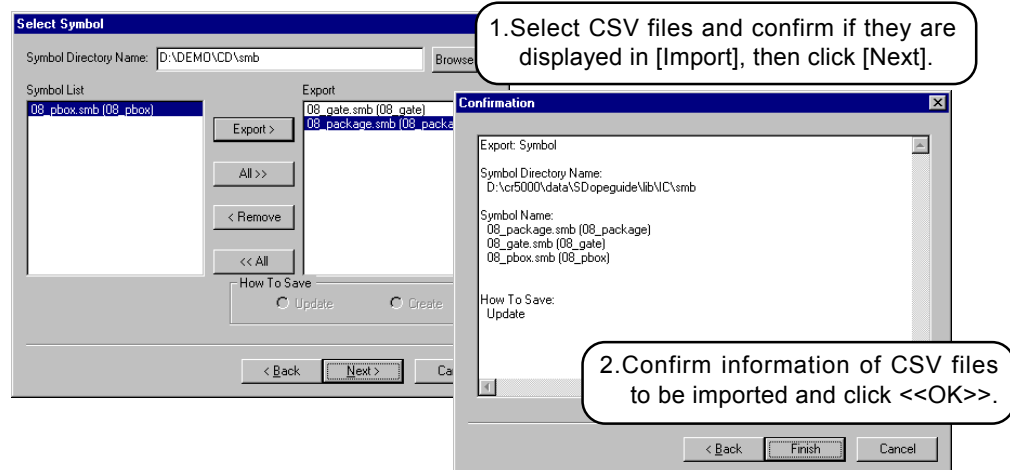 Select Symbol
1.Select CSV files and confirm if they are
displayed in [Import], then click [Next].
Symbol Directory Name: D:\DEMO\CD\smb
Browse
Symbol List
Export
08_pbox.smb (08_pbox)
08_gate.smb (08_gate)
08_package.smb (08_packa
Export >
All >>
< Remove
<< All
How To Save
Update
Create
< Back
Next >
Ca
Confirmation
Export: Symbol
Symbol Directory Name:
D:\cr5000\data\SDopeguide\lib\IC\smb
Symbol Name:
08_package.smb (08_package)
08_gate.smb (08_gate)
08_pbox.smb (08_pbox)
How To Save:
Update
2.Confirm information of CSV files
to be imported and click <<OK>>.
< Back
Finish
Cancel